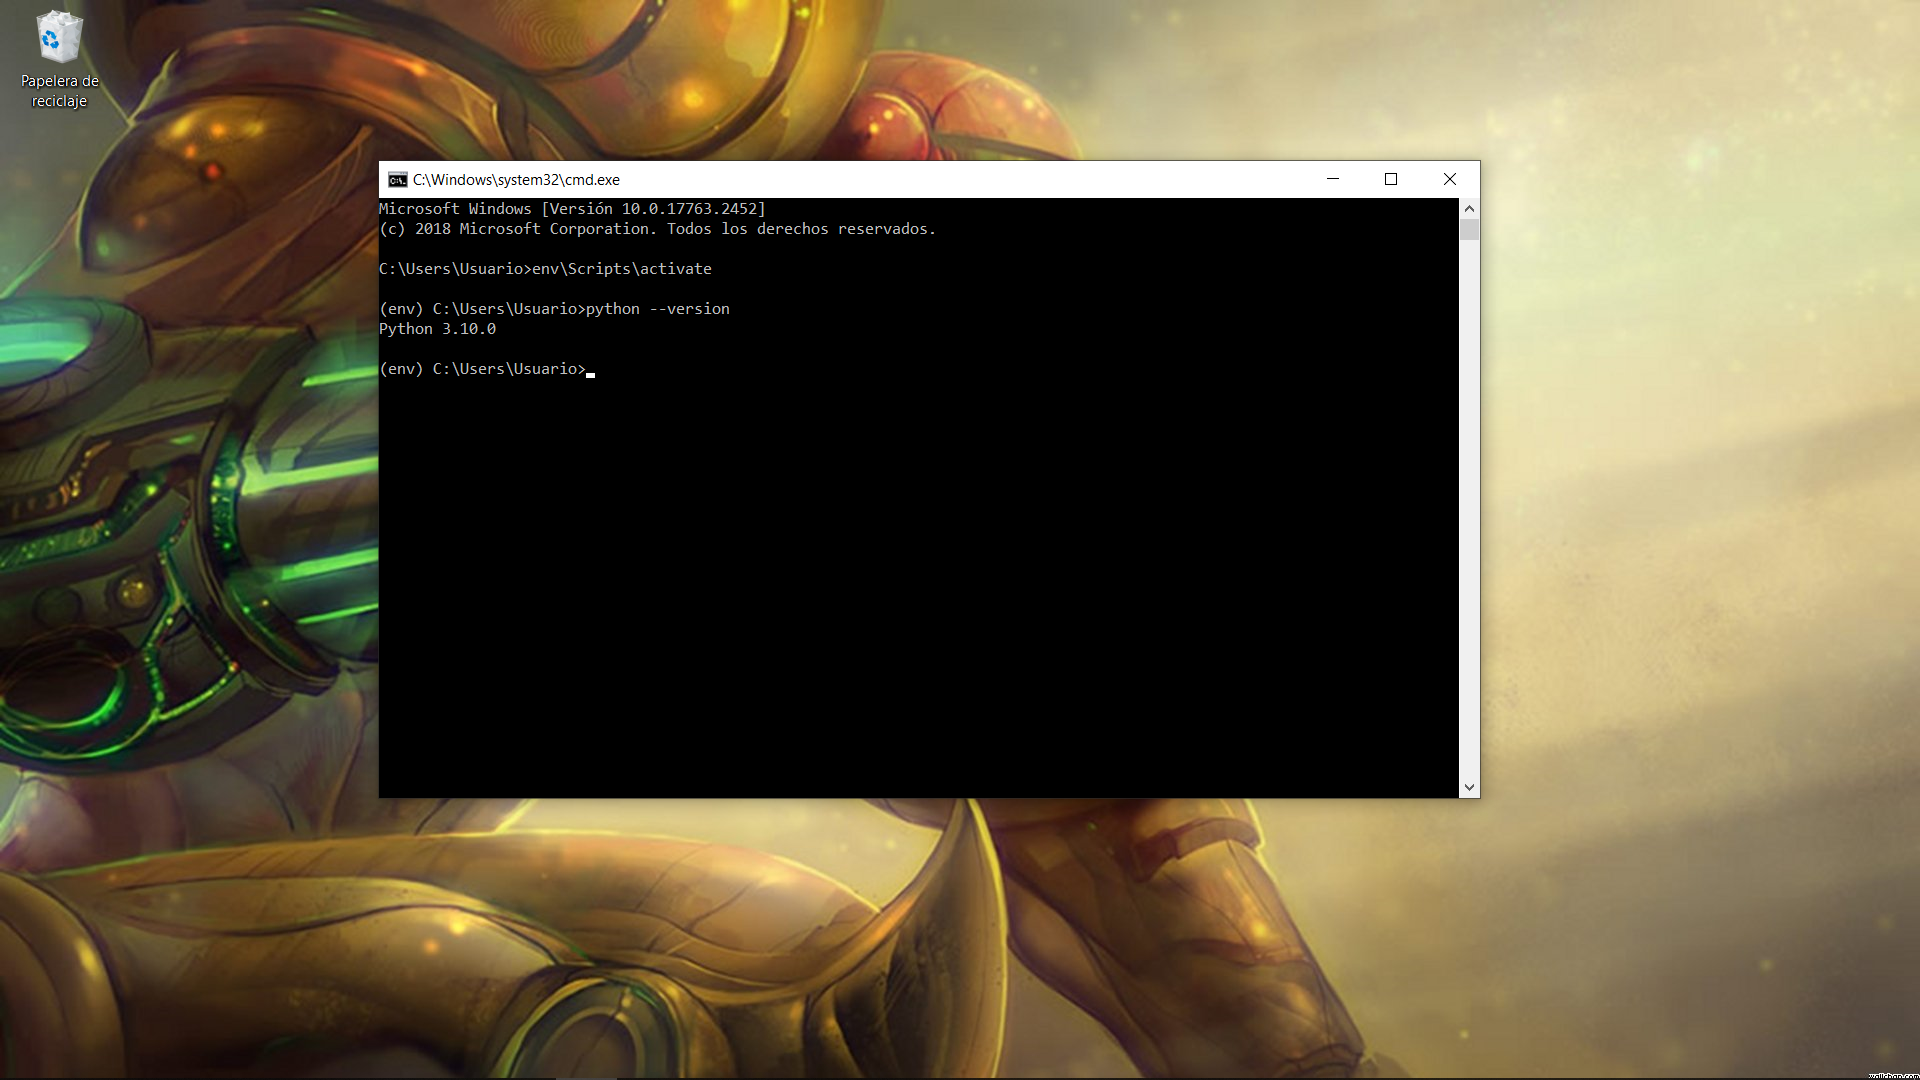 Papelera de
reciclaje
C:\Windows\system32\cmd.exe
Microsoft Windows [Versión 10.0.17763.2452]
(c) 2018 Microsoft Corporation. Todos los derechos reservados.
C:\Users\Usuario>env\Scripts\activate
(env) C:\Users\Usuario>python --version
Python 3.10.0
(env) C:\Users\Usuario>